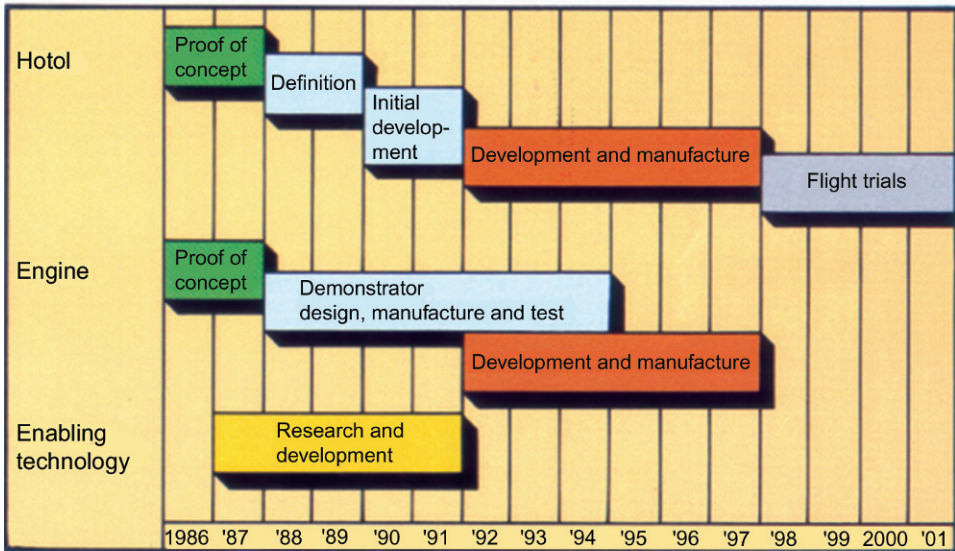 Hotol
Proof of
concept
Definition
Initial
develop-
ment
Development and manufacture
Flight trials
Engine
Proof of
concept
Demonstrator
design, manufacture and test
Development and manufacture
Enabling
technology
Research and
development
1986 '87 '88 '89 '90 '91 '92 '93 '94 '95 '96 '97 '98 '99 2000 '01